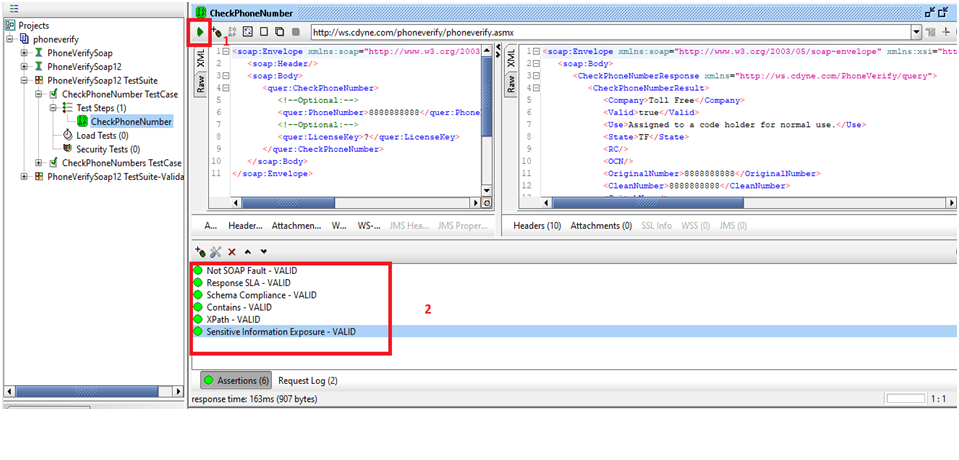 CheckPhoneNumber
Projects
phoneverify
PhoneVerifySoap
PhoneVerifySoap12
PhoneVerifySoap12 TestSuite
CheckPhoneNumber TestCase
Test Steps (1)
CheckPhoneNumber
Load Tests (0)
Security Tests (0)
CheckPhoneNumbers TestCase
PhoneVerifySoap12 TestSuite-Valida
1
http://ws.cdyne.com/phoneverify/phoneverify.asmx
XML
Raw
1 <soap:Envelope xmlns:soap="http://www.w3.org/2003
2 <soap:Header/>
3 <soap:Body>
4 <quer:CheckPhoneNumber>
5 <!--Optional:-->
6 <quer:PhoneNumber>8888888888</quer:Phone
7 <!--Optional:-->
8 <quer:LicenseKey>?</quer:LicenseKey>
9 </quer:CheckPhoneNumber>
10 </soap:Body>
11 </soap:Envelope>
A... Header... Attachmen... W... WS-... JMS Hea... JMS Proper...
XML
Raw
1 <soap:Envelope xmlns:soap="http://www.w3.org/2003/05/soap-envelope" xmlns:xsi="htt
2 <soap:Body>
3 <CheckPhoneNumberResponse xmlns="http://ws.cdyne.com/PhoneVerify/query">
4 <CheckPhoneNumberResult>
5 <Company>Toll Free</Company>
6 <Valid>true</Valid>
7 <Use>Assigned to a code holder for normal use.</Use>
8 <State>TF</State>
9 <RC/>
10 <OCN/>
11 <OriginalNumber>8888888888</OriginalNumber>
12 <CleanNumber>8888888888</CleanNumber>
Headers (10) Attachments (0) SSL Info WSS (0) JMS (0)
Not SOAP Fault - VALID
Response SLA - VALID
Schema Compliance - VALID
Contains - VALID
XPath - VALID
Sensitive Information Exposure - VALID
2
Assertions (6) Request Log (2)
response time: 163ms (907 bytes)
1 : 1